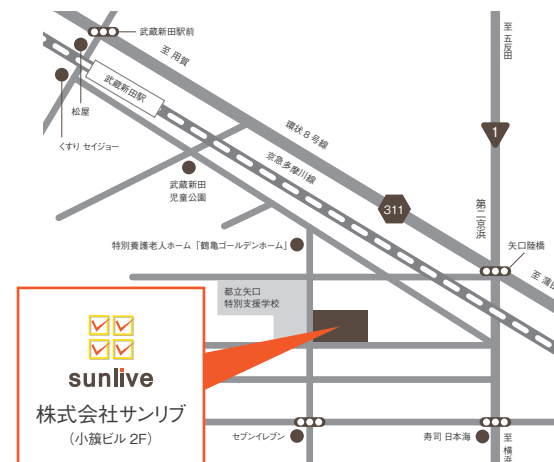 武蔵新田駅前
至 五反田
至 用賀
武蔵新田駅
松屋
くすり セイジョー
環状8号線
1
京急多摩川線
武蔵新田
児童公園
311
第二京浜
特別養護老人ホーム「鶴亀ゴールデンホーム」
矢口陸橋
至 蒲田
都立矢口
特別支援学校
sunlive
株式会社サンリブ
(小簱ビル 2F)
セブンイレブン
寿司 日本海
至 横浜